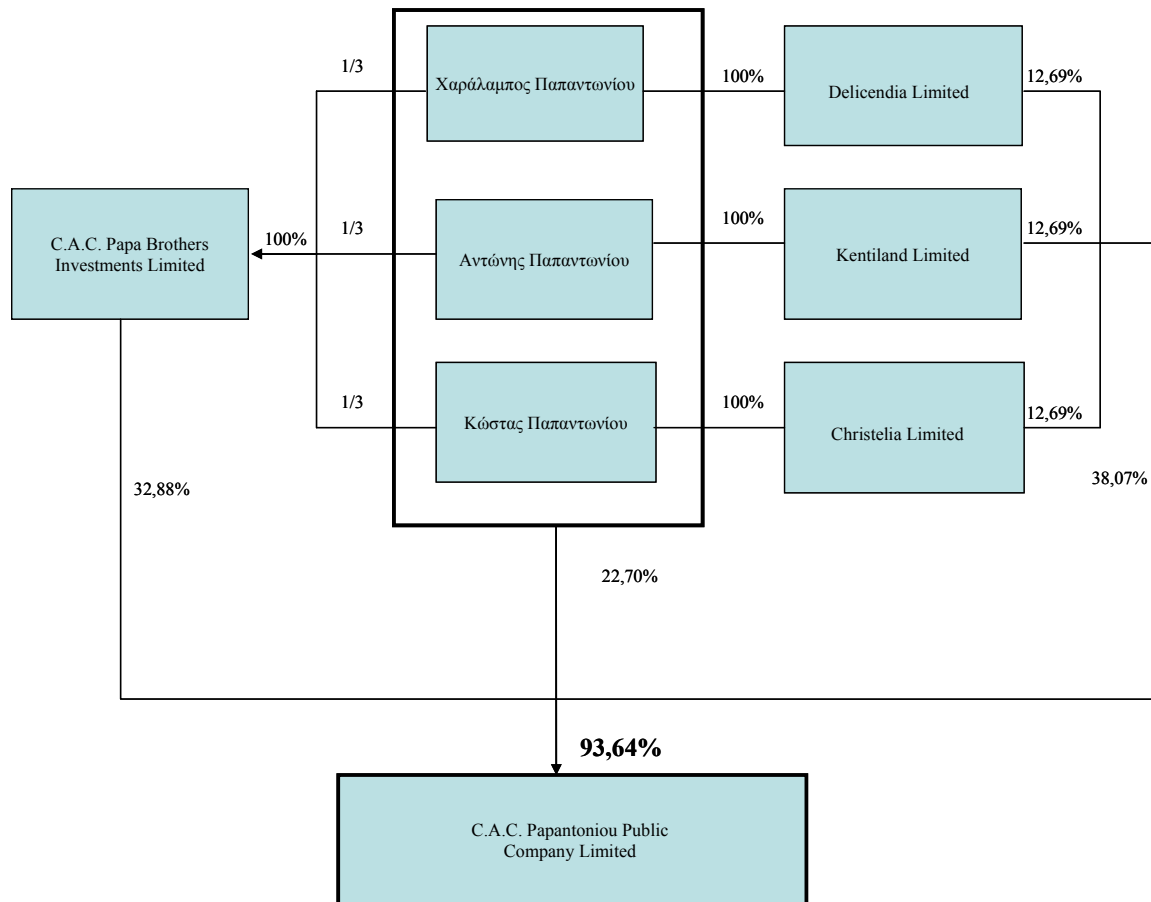 1/3
Χαράλαμπος Παπαντωνίου
100%
Delicendia Limited
12,69%
C.A.C. Papa Brothers
Investments Limited
100%
1/3
Αντώνης Παπαντωνίου
100%
Kentiland Limited
12,69%
1/3
Κώστας Παπαντωνίου
100%
Christelia Limited
12,69%
32,88%
38,07%
22,70%
93,64%
C.A.C. Papantoniou Public
Company Limited